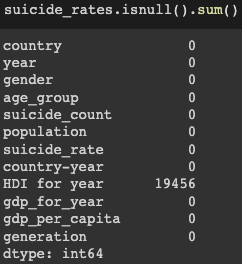 suicide_rates.isnull().sum()
country 0
year 0
gender 0
age_group 0
suicide_count 0
population 0
suicide_rate 0
country-year 0
HDI for year 19456
gdp_for_year 0
gdp_per_capita 0
generation 0
dtype: int64